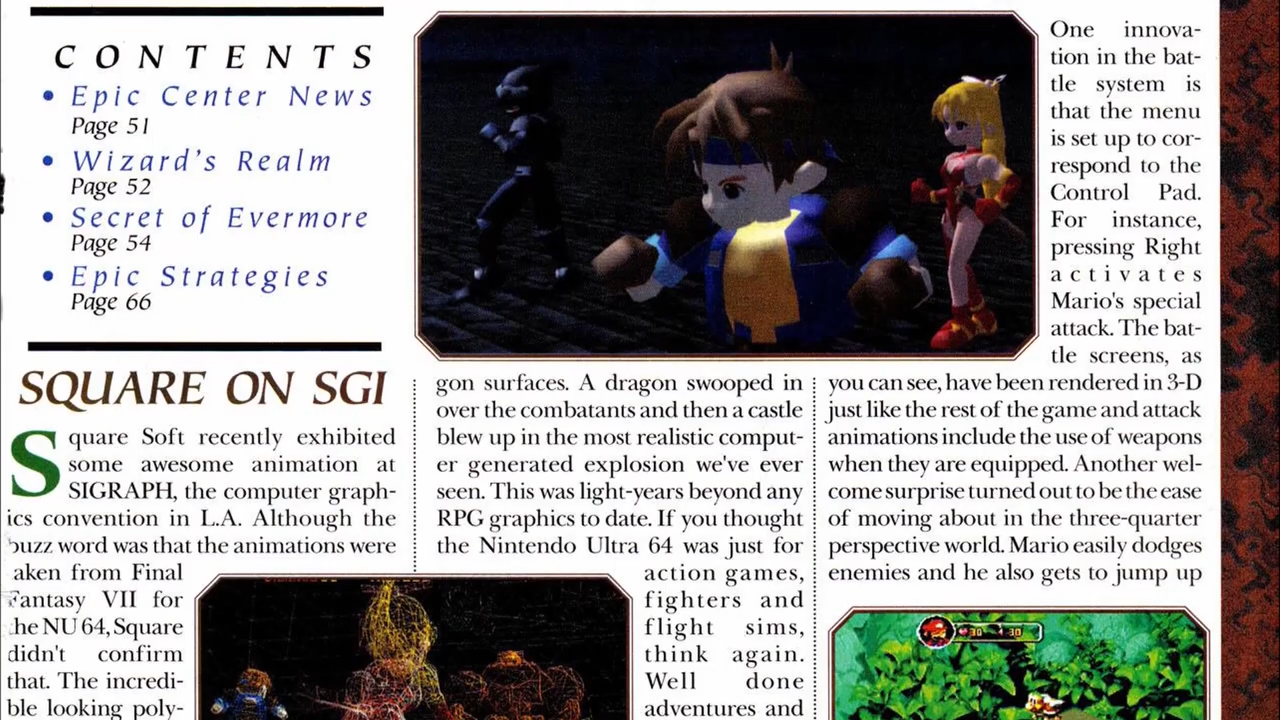 CONTENTS
• Epic Center News
Page 51
• Wizard's Realm
Page 52
• Secret of Evermore
Page 54
• Epic Strategies
Page 66
SQUARE ON SGI
Square Soft recently exhibited
some awesome animation at
SIGRAPH, the computer graph-
ics convention in L.A. Although the
buzz word was that the animations were
aken from Final
Fantasy VII for
he NU 64, Square
didn't confirm
that. The incredi-
ble looking poly-
gon surfaces. A dragon swooped in
over the combatants and then a castle
blew up in the most realistic comput-
er generated explosion we've ever
seen. This was light-years beyond any
RPG graphics to date. If you thought
the Nintendo Ultra 64 was just for
action games,
fighters and
flight sims,
think again.
Well done
adventures and
One innova-
tion in the bat-
tle system is
that the menu
is set up to cor-
respond to the
Control Pad.
For instance,
pressing Right
activates
Mario's special
attack. The bat-
tle screens, as
you can see, have been rendered in 3-D
just like the rest of the game and attack
animations include the use of weapons
when they are equipped. Another wel-
come surprise turned out to be the ease
of moving about in the three-quarter
perspective world. Mario easily dodges
enemies and he also gets to jump up
30 30